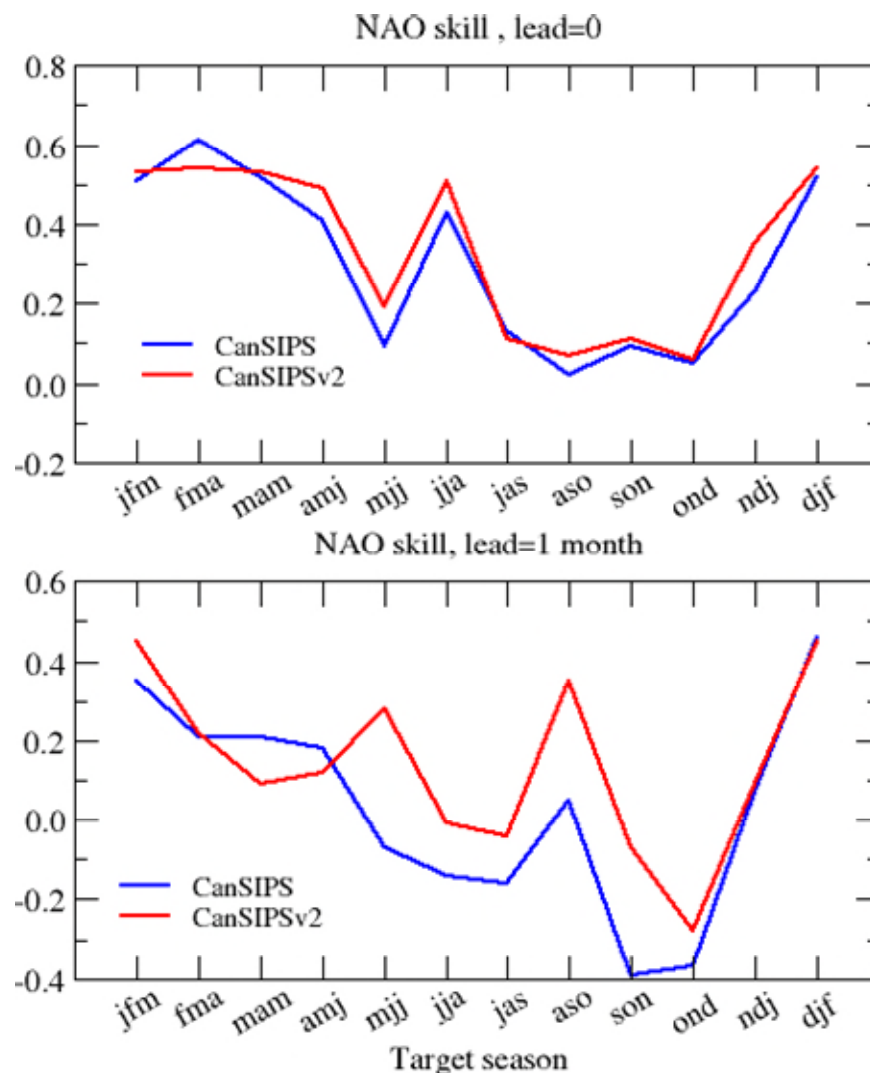 NAO skill , lead=0
0.8
0.6
0.4
0.2
0.0
-0.2
CanSIPS
CanSIPSv2
jfm fma mam amj mjj jja jas aso son ond ndj djf
NAO skill, lead=1 month
0.6
0.4
0.2
0.0
-0.2
-0.4
CanSIPS
CanSIPSv2
jfm fma mam amj mjj jja jas aso son ond ndj djf
Target season